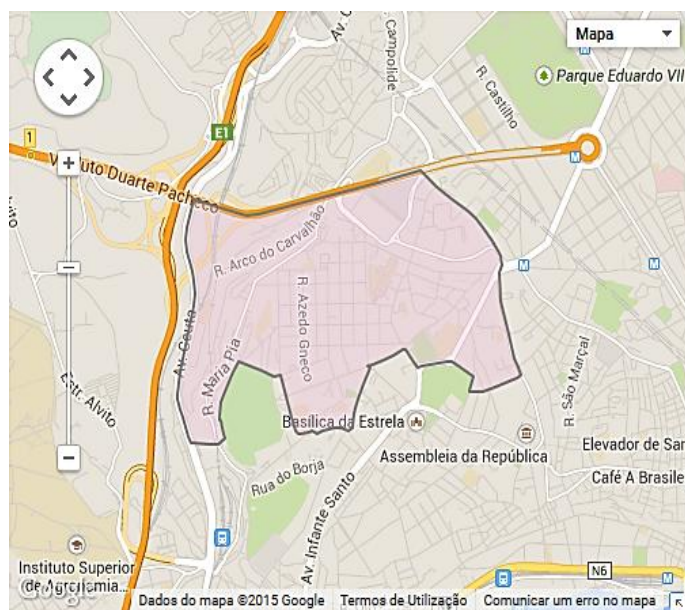 Mapa
Av. C
R. Campolide
R. Castilho
Parque Eduardo VII
1
E1
M
Viaduto Duarte Pacheco
R. Arco do Carvalhão
M
M
M
Av. Ceuta
R. Maria Pia
R. Azedo Gneco
Estr. Alvito
R. São Marçal
Basílica da Estrela
Assembleia da República
Elevador de San
Café A Brasile
Rua do Borja
Av. Infante Santo
Instituto Superior
de Agronamia...
N6
M
Google
Dados do mapa ©2015 Google
Termos de Utilização
Comunicar um erro no mapa